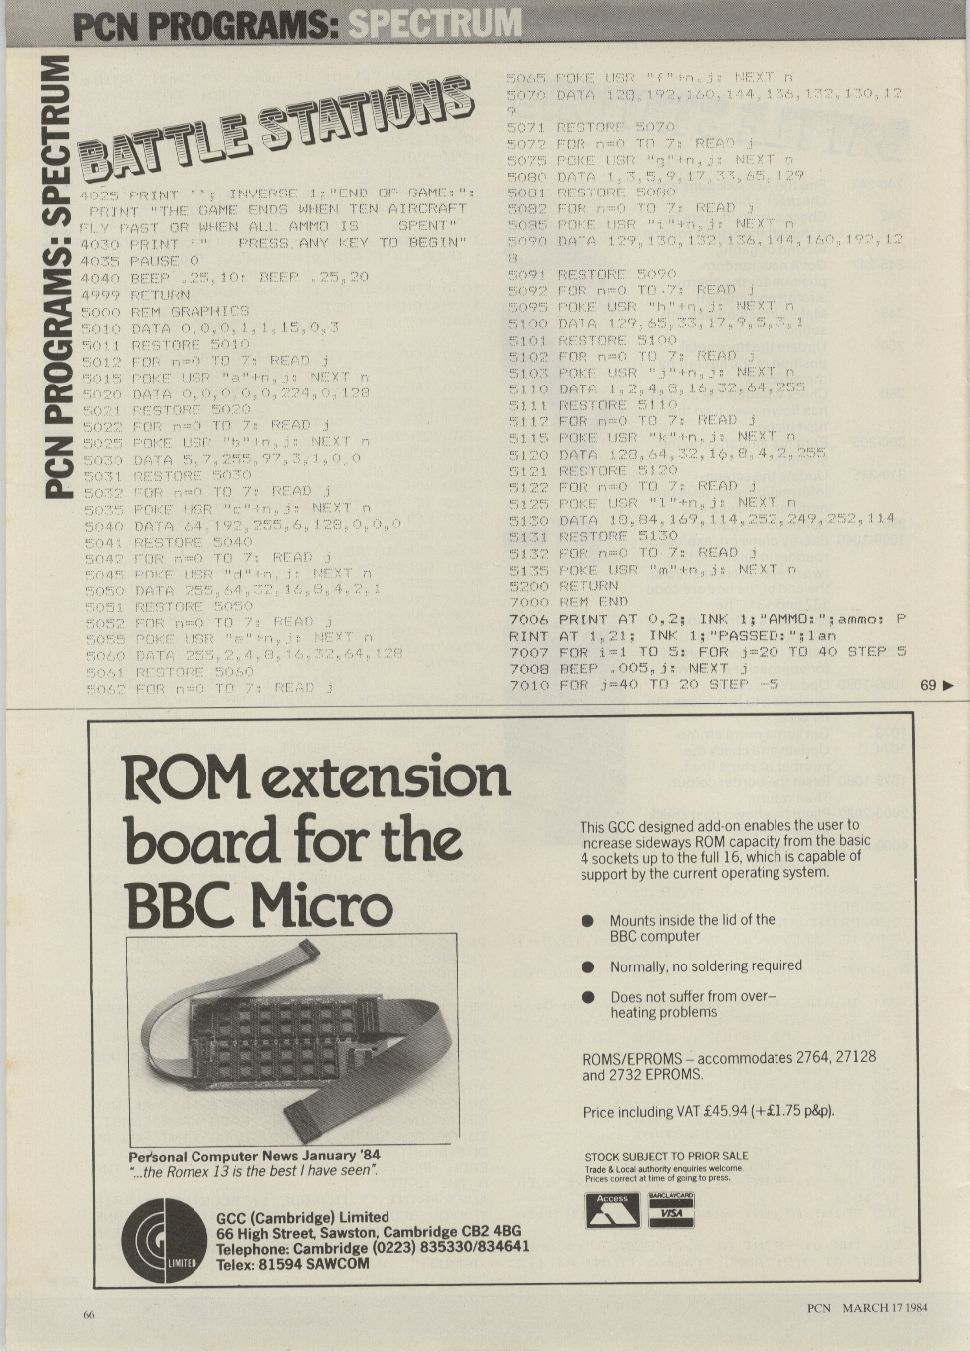 PCN PROGRAMS: SPECTRUM
PCN PROGRAMS: SPECTRUM
BATTLE STATIONS
4025 PRINT ''; INVERSE 1;"END OF GAME:":
PRINT "THE GAME ENDS WHEN TEN AIRCRAFT
FLY PAST OR WHEN ALL AMMO IS    SPENT"
4030 PRINT '"   PRESS ANY KEY TO BEGIN"
4035 PAUSE 0
4040 BEEP .25,10: BEEP .25,20
4999 RETURN
5000 REM GRAPHICS
5010 DATA 0,0,0,1,1,15,0,3
5011 RESTORE 5010
5012 FOR n=0 TO 7: READ j
5015 POKE USR "a"+n,j: NEXT n
5020 DATA 0,0,0,0,0,224,0,128
5021 RESTORE 5020
5022 FOR n=0 TO 7: READ j
5025 POKE USR "b"+n,j: NEXT n
5030 DATA 5,7,255,97,3,1,0,0
5031 RESTORE 5030
5032 FOR n=0 TO 7: READ j
5035 POKE USR "c"+n,j: NEXT n
5040 DATA 64,192,255,6,128,0,0,0
5041 RESTORE 5040
5042 FOR n=0 TO 7: READ j
5045 POKE USR "d"+n,j: NEXT n
5050 DATA 255,64,32,16,8,4,2,1
5051 RESTORE 5050
5052 FOR n=0 TO 7: READ j
5055 POKE USR "e"+n,j: NEXT n
5060 DATA 255,2,4,8,16,32,64,128
5061 RESTORE 5060
5062 FOR n=0 TO 7: READ j
5065 POKE USR "f"+n,j: NEXT n
5070 DATA 128,192,160,144,136,132,130,12
9
5071 RESTORE 5070
5072 FOR n=0 TO 7: READ j
5075 POKE USR "g"+n,j: NEXT n
5080 DATA 1,3,5,9,17,33,65,129
5081 RESTORE 5080
5082 FOR n=0 TO 7: READ j
5085 POKE USR "i"+n,j: NEXT n
5090 DATA 129,130,132,136,144,160,192,12
8
5091 RESTORE 5090
5092 FOR n=0 TO 7: READ j
5095 POKE USR "h"+n,j: NEXT n
5100 DATA 129,65,33,17,9,5,3,1
5101 RESTORE 5100
5102 FOR n=0 TO 7: READ j
5103 POKE USR "j"+n,j: NEXT n
5110 DATA 1,2,4,8,16,32,64,255
5111 RESTORE 5110
5112 FOR n=0 TO 7: READ j
5115 POKE USR "k"+n,j: NEXT n
5120 DATA 128,64,32,16,8,4,2,255
5121 RESTORE 5120
5122 FOR n=0 TO 7: READ j
5125 POKE USR "l"+n,j: NEXT n
5130 DATA 18,84,169,114,252,249,252,114
5131 RESTORE 5130
5132 FOR n=0 TO 7: READ j
5135 POKE USR "m"+n,j: NEXT n
5200 RETURN
7000 REM END
7006 PRINT AT 0,2; INK 1;"AMMO:";ammo: P
RINT AT 1,21; INK 1;"PASSED:";lan
7007 FOR i=1 TO 5: FOR j=20 TO 40 STEP 5
7008 BEEP .005,j: NEXT j
7010 FOR j=40 TO 20 STEP -5
69 ▶
ROM extension
board for the
BBC Micro
Personal Computer News January '84
"...the Romex 13 is the best I have seen".
LIMITED
GCC (Cambridge) Limited
66 High Street, Sawston, Cambridge CB2 4BG
Telephone: Cambridge (0223) 835330/834641
Telex: 81594 SAWCOM
This GCC designed add-on enables the user to
increase sideways ROM capacity from the basic
4 sockets up to the full 16, which is capable of
support by the current operating system.
● Mounts inside the lid of the
BBC computer
● Normally, no soldering required
● Does not suffer from over–
heating problems
ROMS/EPROMS – accommodates 2764, 27128
and 2732 EPROMS.
Price including VAT £45.94 (+£1.75 p&p).
STOCK SUBJECT TO PRIOR SALE
Trade & Local authority enquiries welcome.
Prices correct at time of going to press.
Access
BARCLAYCARD
VISA
66
PCN MARCH 17 1984